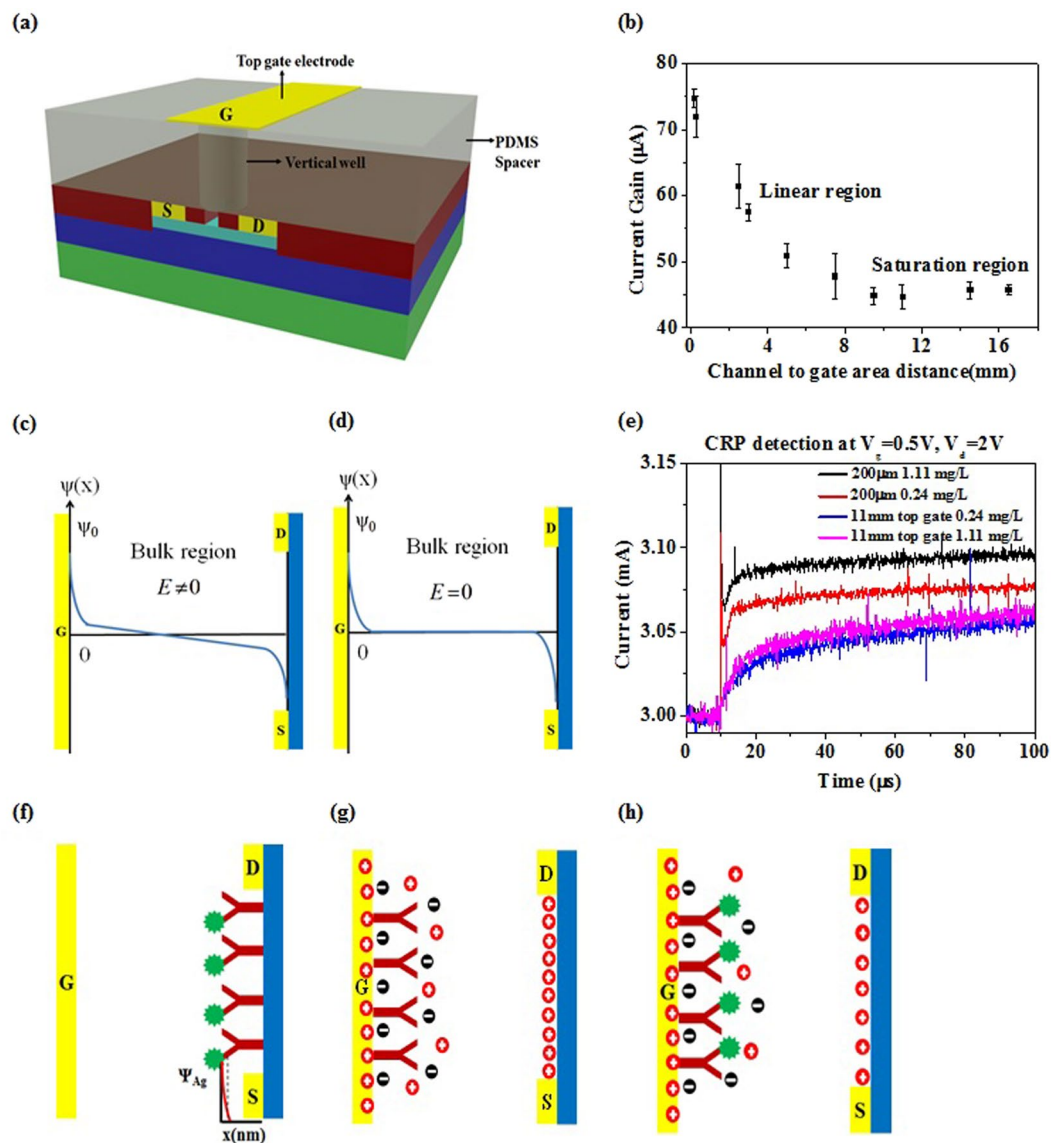 (a)
Top gate electrode
G
PDMS
Spacer
Vertical well
S
D
(b)
Current Gain (μA)
80
70
60
50
40
Linear region
Saturation region
0 4 8 12 16
Channel to gate area distance(mm)
(c)
ψ(x)
Ψ0
Bulk region
E≠0
G
0
D
S
(d)
ψ(x)
Ψ0
Bulk region
E=0
G
0
D
S
(e)
CRP detection at Vg=0.5V, Vd=2V
3.15
3.10
3.05
3.00
Current (mA)
200μm 1.11 mg/L
200μm 0.24 mg/L
11mm top gate 0.24 mg/L
11mm top gate 1.11 mg/L
0 20 40 60 80 100
Time (μs)
(f)
G
D
ΨAg
S
x(nm)
(g)
G
D
S
(h)
G
D
S